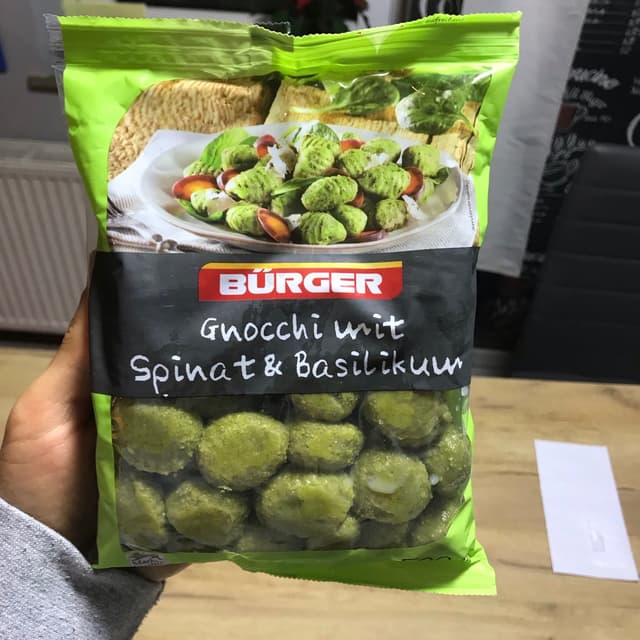 BÜRGER
Gnocchi mit
Spinat & Basilikum